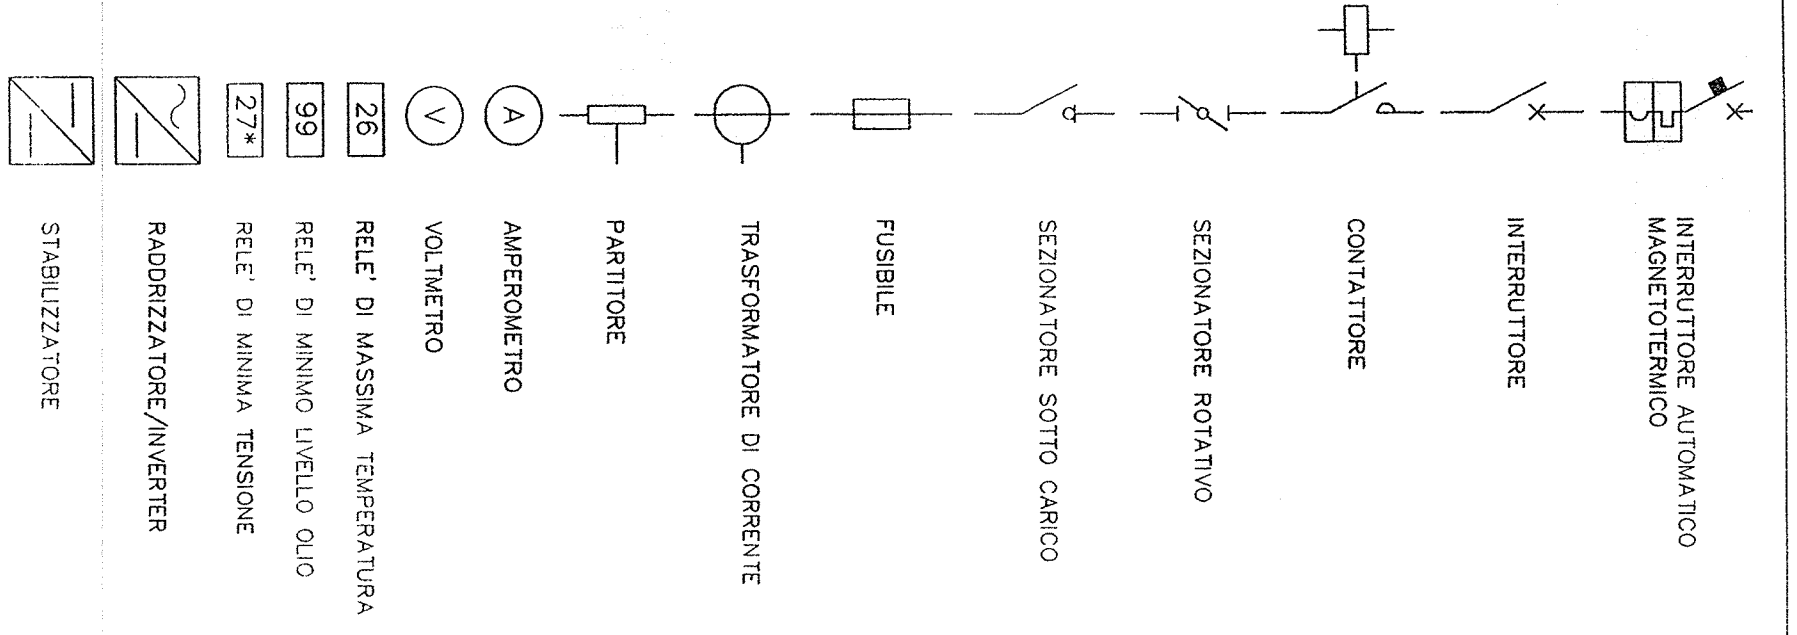 INTERRUTTORE AUTOMATICO
MAGNETOTERMICO
INTERRUTTORE
CONTATTORE
SEZIONATORE ROTATIVO
SEZIONATORE SOTTO CARICO
FUSIBILE
TRASFORMATORE DI CORRENTE
PARTITORE
A AMPEROMETRO
V VOLTMETRO
26 RELE' DI MASSIMA TEMPERATURA
99 RELE' DI MINIMO LIVELLO OLIO
27* RELE' DI MINIMA TENSIONE
RADDRIZZATORE/INVERTER
STABILIZZATORE